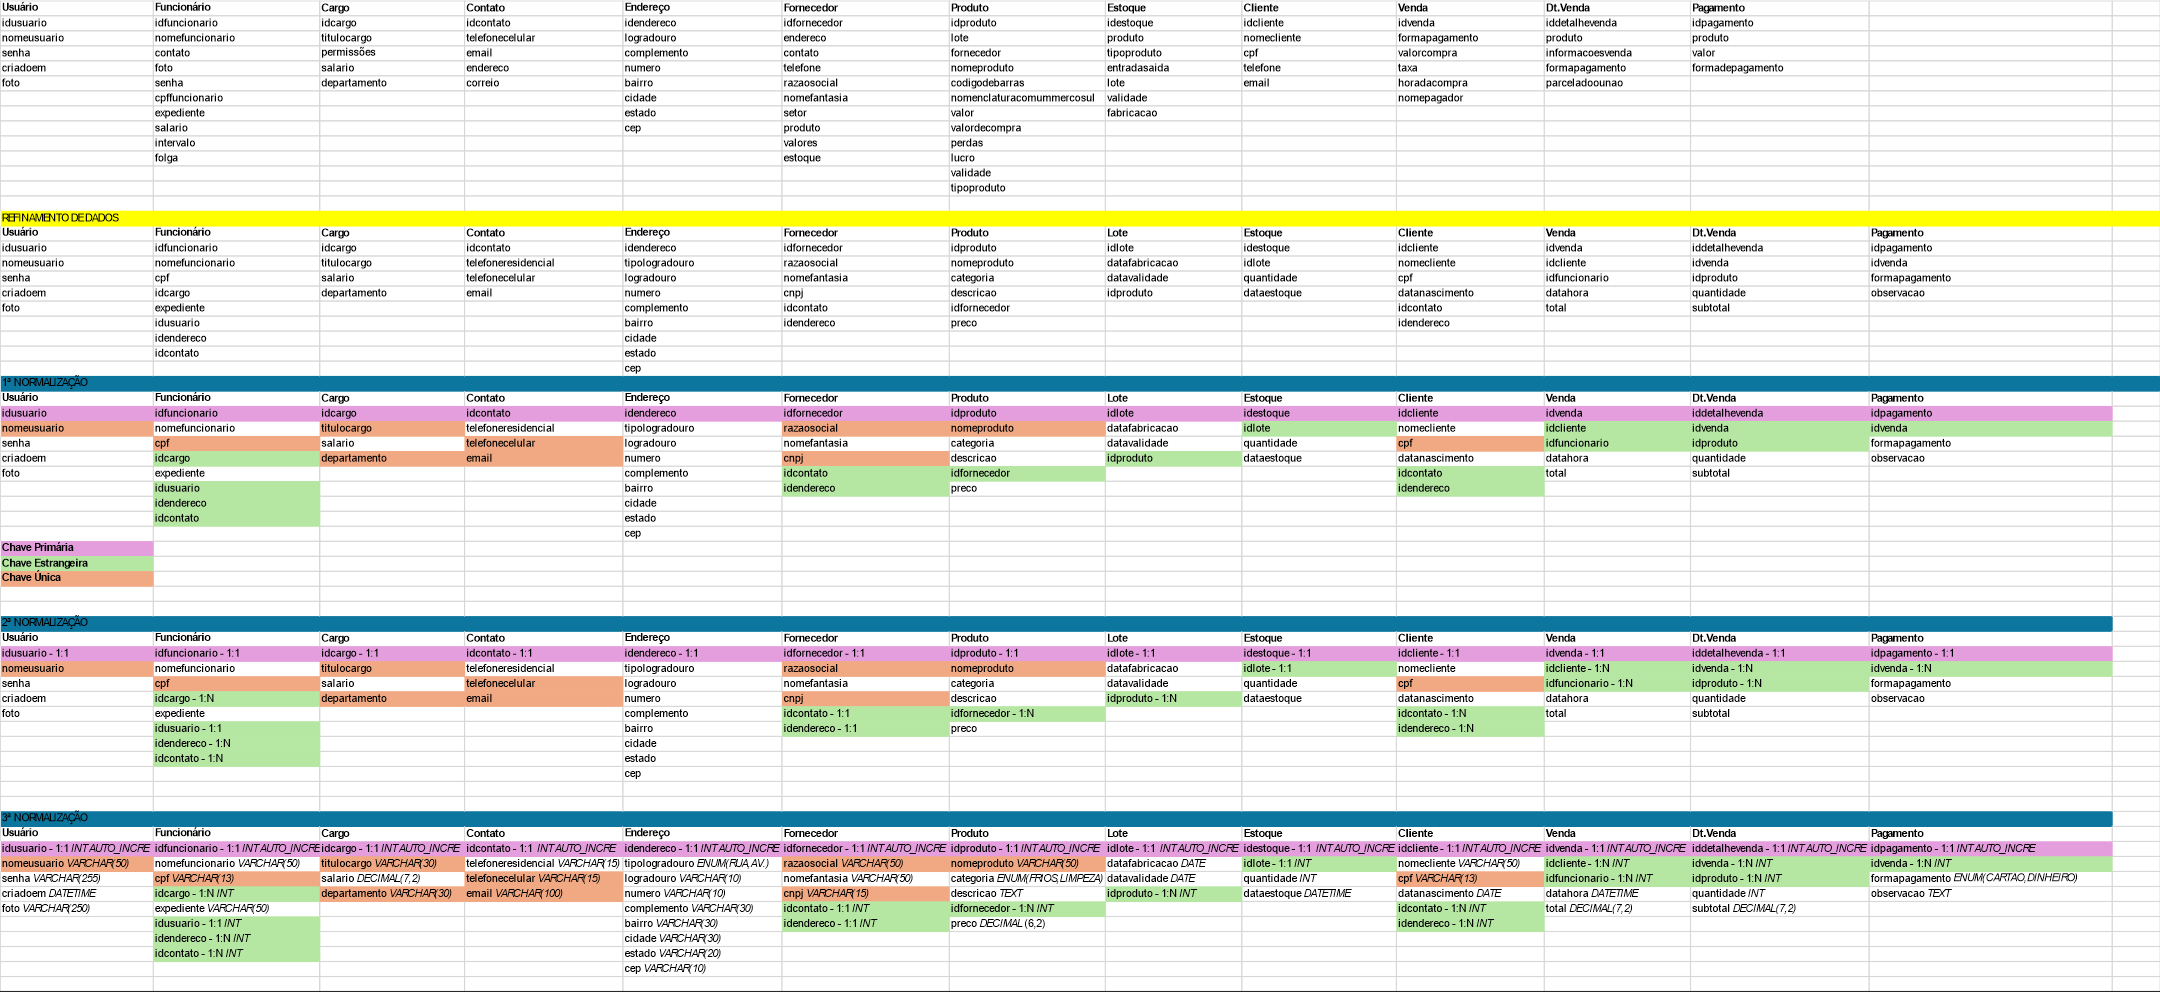 Usuário Funcionário Cargo Contato Endereço Fornecedor Produto Estoque Cliente Venda Dt.Venda Pagamento
idusuario idfuncionario idcargo idcontato idendereco idfornecedor idproduto idestoque idcliente idvenda iddetalhevenda idpagamento
nomeusuario nomefuncionario titulocargo telefonecelular logradouro endereco lote produto nomecliente formapagamento produto produto
senha contato permissões email complemento contato fornecedor tipoproduto cpf valorcompra informacoesvenda valor
criadoem foto salario endereco numero telefone nomeproduto entradasaida telefone taxa formapagamento formadepagamento
foto senha departamento correio bairro razaosocial codigodebarras lote email horadacompra parceladoounao
cpffuncionario cidade nomefantasia nomenclaturacomummercosul validade nomepagador
expediente estado setor valor fabricacao
salario cep produto valordecompra
intervalo valores perdas
folga estoque lucro
validade
tipoproduto
REFINAMENTO DE DADOS
Usuário Funcionário Cargo Contato Endereço Fornecedor Produto Lote Estoque Cliente Venda Dt.Venda Pagamento
idusuario idfuncionario idcargo idcontato idendereco idfornecedor idproduto idlote idestoque idcliente idvenda iddetalhevenda idpagamento
nomeusuario nomefuncionario titulocargo telefoneresidencial tipologradouro razaosocial nomeproduto datafabricacao idlote nomecliente idcliente idvenda idvenda
senha cpf salario telefonecelular logradouro nomefantasia categoria datavalidade quantidade cpf idfuncionario idproduto formapagamento
criadoem idcargo departamento email numero cnpj descricao idproduto dataestoque datanascimento datahora quantidade observacao
foto expediente complemento idcontato idfornecedor idcontato total subtotal
idusuario bairro idendereco preco idendereco
idendereco cidade
idcontato estado
cep
1ª NORMALIZAÇÃO
Usuário Funcionário Cargo Contato Endereço Fornecedor Produto Lote Estoque Cliente Venda Dt.Venda Pagamento
idusuario idfuncionario idcargo idcontato idendereco idfornecedor idproduto idlote idestoque idcliente idvenda iddetalhevenda idpagamento
nomeusuario nomefuncionario titulocargo telefoneresidencial tipologradouro razaosocial nomeproduto datafabricacao idlote nomecliente idcliente idvenda idvenda
senha cpf salario telefonecelular logradouro nomefantasia categoria datavalidade quantidade cpf idfuncionario idproduto formapagamento
criadoem idcargo departamento email numero cnpj descricao idproduto dataestoque datanascimento datahora quantidade observacao
foto expediente complemento idcontato idfornecedor idcontato total subtotal
idusuario bairro idendereco preco idendereco
idendereco cidade
idcontato estado
cep
Chave Primária
Chave Estrangeira
Chave Única
2ª NORMALIZAÇÃO
Usuário Funcionário Cargo Contato Endereço Fornecedor Produto Lote Estoque Cliente Venda Dt.Venda Pagamento
idusuario - 1:1 idfuncionario - 1:1 idcargo - 1:1 idcontato - 1:1 idendereco - 1:1 idfornecedor - 1:1 idproduto - 1:1 idlote - 1:1 idestoque - 1:1 idcliente - 1:1 idvenda - 1:1 iddetalhevenda - 1:1 idpagamento - 1:1
nomeusuario nomefuncionario titulocargo telefoneresidencial tipologradouro razaosocial nomeproduto datafabricacao idlote - 1:1 nomecliente idcliente - 1:N idvenda - 1:N idvenda - 1:N
senha cpf salario telefonecelular logradouro nomefantasia categoria datavalidade quantidade cpf idfuncionario - 1:N idproduto - 1:N formapagamento
criadoem idcargo - 1:N departamento email numero cnpj descricao idproduto - 1:N dataestoque datanascimento datahora quantidade observacao
foto expediente complemento idcontato - 1:1 idfornecedor - 1:N idcontato - 1:N total subtotal
idusuario - 1:1 bairro idendereco - 1:1 preco idendereco - 1:N
idendereco - 1:N cidade
idcontato - 1:N estado
cep
3ª NORMALIZAÇÃO
Usuário Funcionário Cargo Contato Endereço Fornecedor Produto Lote Estoque Cliente Venda Dt.Venda Pagamento
idusuario - 1:1 INT AUTO_INCRE idfuncionario - 1:1 INT AUTO_INCRE idcargo - 1:1 INT AUTO_INCRE idcontato - 1:1 INT AUTO_INCRE idendereco - 1:1 INT AUTO_INCRE idfornecedor - 1:1 INT AUTO_INCRE idproduto - 1:1 INT AUTO_INCRE idlote - 1:1 INT AUTO_INCRE idestoque - 1:1 INT AUTO_INCRE idcliente - 1:1 INT AUTO_INCRE idvenda - 1:1 INT AUTO_INCRE iddetalhevenda - 1:1 INT AUTO_INCRE idpagamento - 1:1 INT AUTO_INCRE
nomeusuario VARCHAR(50) nomefuncionario VARCHAR(50) titulocargo VARCHAR(30) telefoneresidencial VARCHAR(15) tipologradouro ENUM(RUA,AV.) razaosocial VARCHAR(50) nomeproduto VARCHAR(50) datafabricacao DATE idlote - 1:1 INT nomecliente VARCHAR(50) idcliente - 1:N INT idvenda - 1:N INT idvenda - 1:N INT
senha VARCHAR(255) cpf VARCHAR(13) salario DECIMAL(7,2) telefonecelular VARCHAR(15) logradouro VARCHAR(10) nomefantasia VARCHAR(50) categoria ENUM(FRIOS,LIMPEZA) datavalidade DATE quantidade INT cpf VARCHAR(13) idfuncionario - 1:N INT idproduto - 1:N INT formapagamento ENUM(CARTAO,DINHEIRO)
criadoem DATETIME idcargo - 1:N INT departamento VARCHAR(30) email VARCHAR(100) numero VARCHAR(10) cnpj VARCHAR(15) descricao TEXT idproduto - 1:N INT dataestoque DATETIME datanascimento DATE datahora DATETIME quantidade INT observacao TEXT
foto VARCHAR(250) expediente VARCHAR(50) complemento VARCHAR(30) idcontato - 1:1 INT idfornecedor - 1:N INT idcontato - 1:N INT total DECIMAL(7,2) subtotal DECIMAL(7,2)
idusuario - 1:1 INT bairro VARCHAR(30) idendereco - 1:1 INT preco DECIMAL (6,2) idendereco - 1:N INT
idendereco - 1:N INT cidade VARCHAR(30)
idcontato - 1:N INT estado VARCHAR(20)
cep VARCHAR(10)